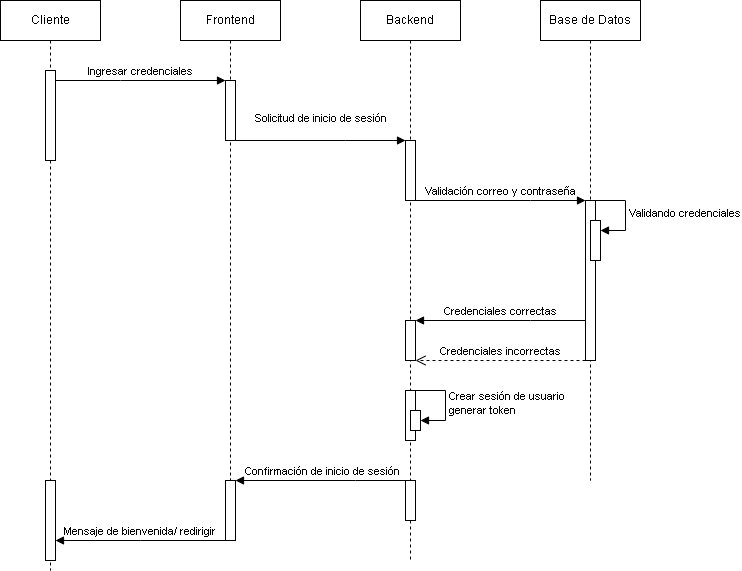 Cliente
Frontend
Backend
Base de Datos
Ingresar credenciales
Solicitud de inicio de sesión
Validación correo y contraseña
Validando credenciales
Credenciales correctas
Credenciales incorrectas
Crear sesión de usuario
generar token
Confirmación de inicio de sesión
Mensaje de bienvenida/ redirigir